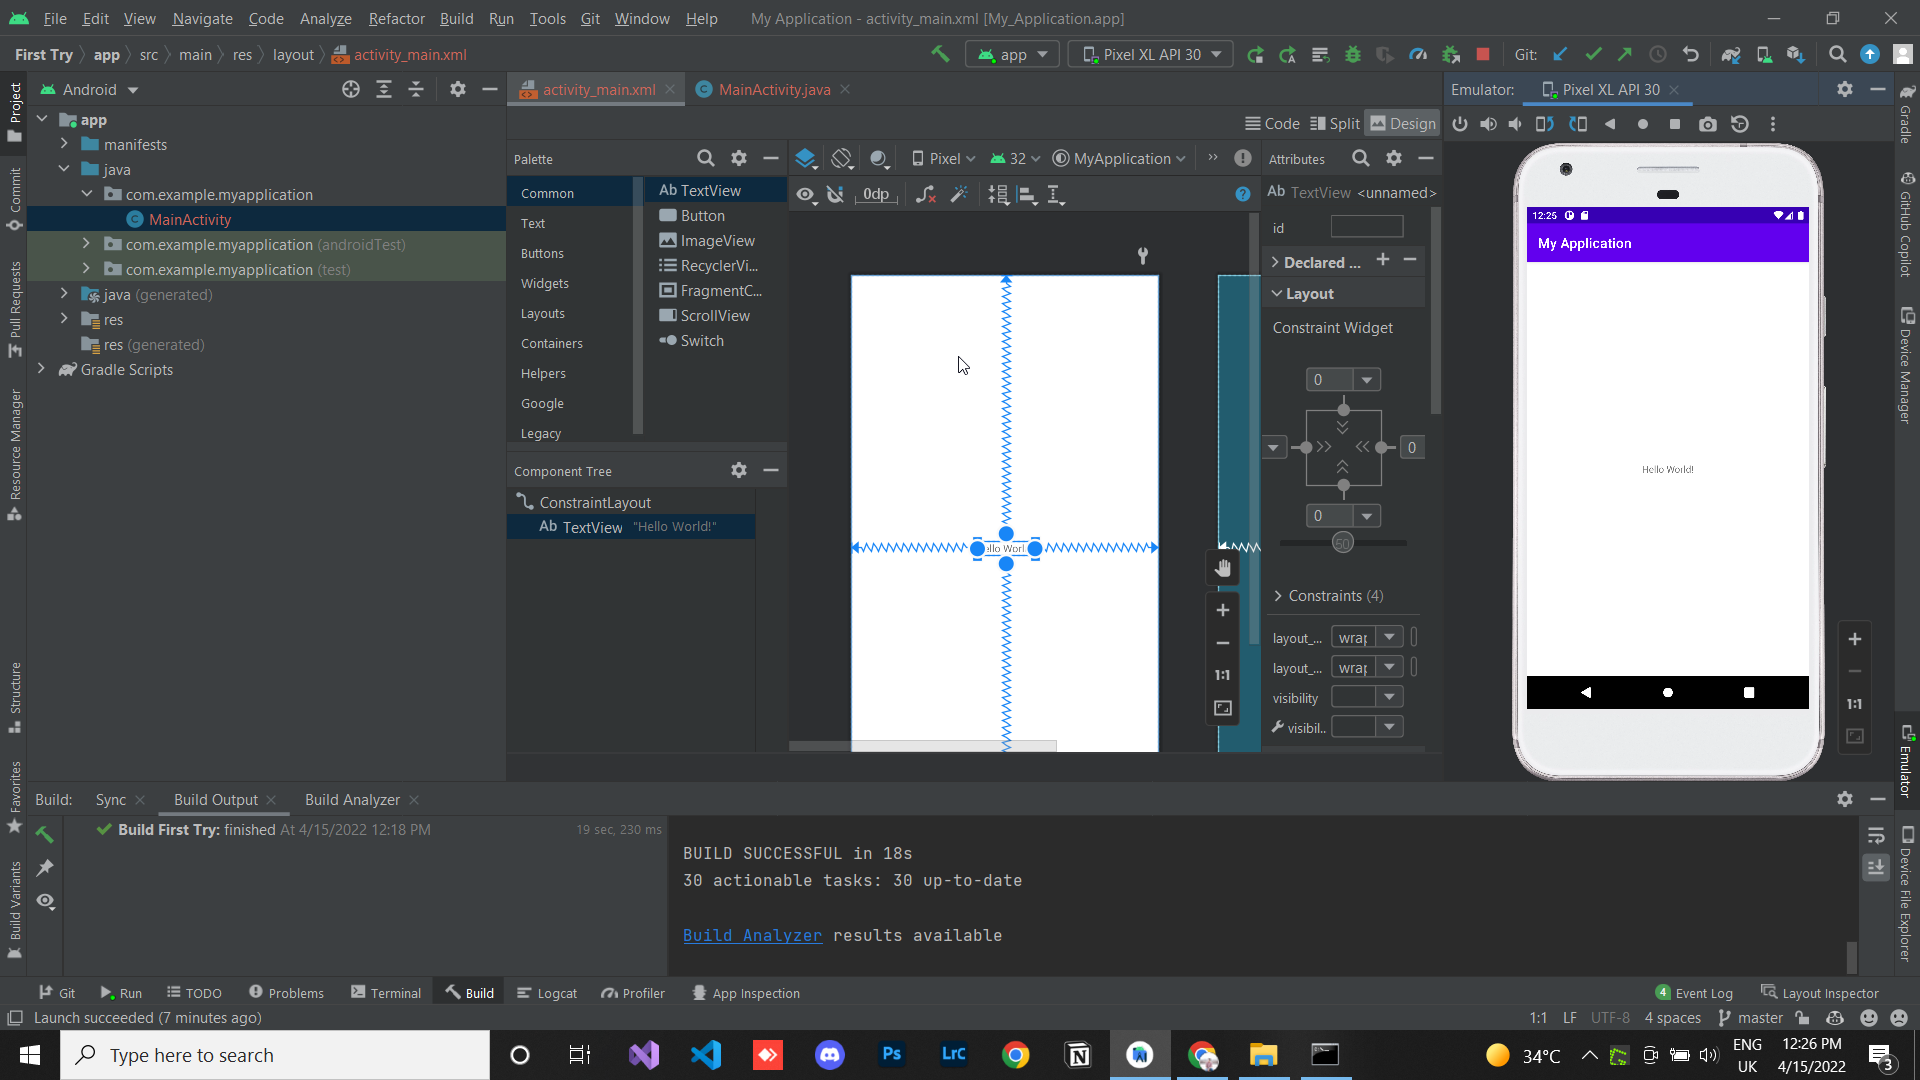 File Edit View Navigate Code Analyze Refactor Build Run Tools Git Window Help My Application - activity_main.xml [My_Application.app]
First Try app src main res layout activity_main.xml app Pixel XL API 30 Git:
Android activity_main.xml MainActivity.java Emulator: Pixel XL API 30
Code Split Design
Project
Commit
Pull Requests
Resource Manager
Structure
Favorites
Build Variants
app
manifests
java
com.example.myapplication
MainActivity
com.example.myapplication (androidTest)
com.example.myapplication (test)
java (generated)
res
res (generated)
Gradle Scripts
Palette
Common
Text
Buttons
Widgets
Layouts
Containers
Helpers
Google
Legacy
Ab TextView
Button
ImageView
RecyclerVi...
FragmentC...
ScrollView
Switch
Component Tree
ConstraintLayout
Ab TextView "Hello World!"
Pixel 32 MyApplication
0dp
1:1
Attributes
Ab TextView <unnamed>
id
Declared ...
Layout
Constraint Widget
0
0
0
50
Constraints (4)
layout_... wrap
layout_... wrap
visibility
visibil..
12:25
My Application
Hello World!
1:1
Gradle
GitHub Copilot
Device Manager
Emulator
Device File Explorer
Build: Sync Build Output Build Analyzer
Build First Try: finished At 4/15/2022 12:18 PM 19 sec, 230 ms
BUILD SUCCESSFUL in 18s
30 actionable tasks: 30 up-to-date
Build Analyzer results available
Git Run TODO Problems Terminal Build Logcat Profiler App Inspection 4 Event Log Layout Inspector
Launch succeeded (7 minutes ago) 1:1 LF UTF-8 4 spaces master
Type here to search Ps LrC 34°C ENG UK 12:26 PM 4/15/2022 3